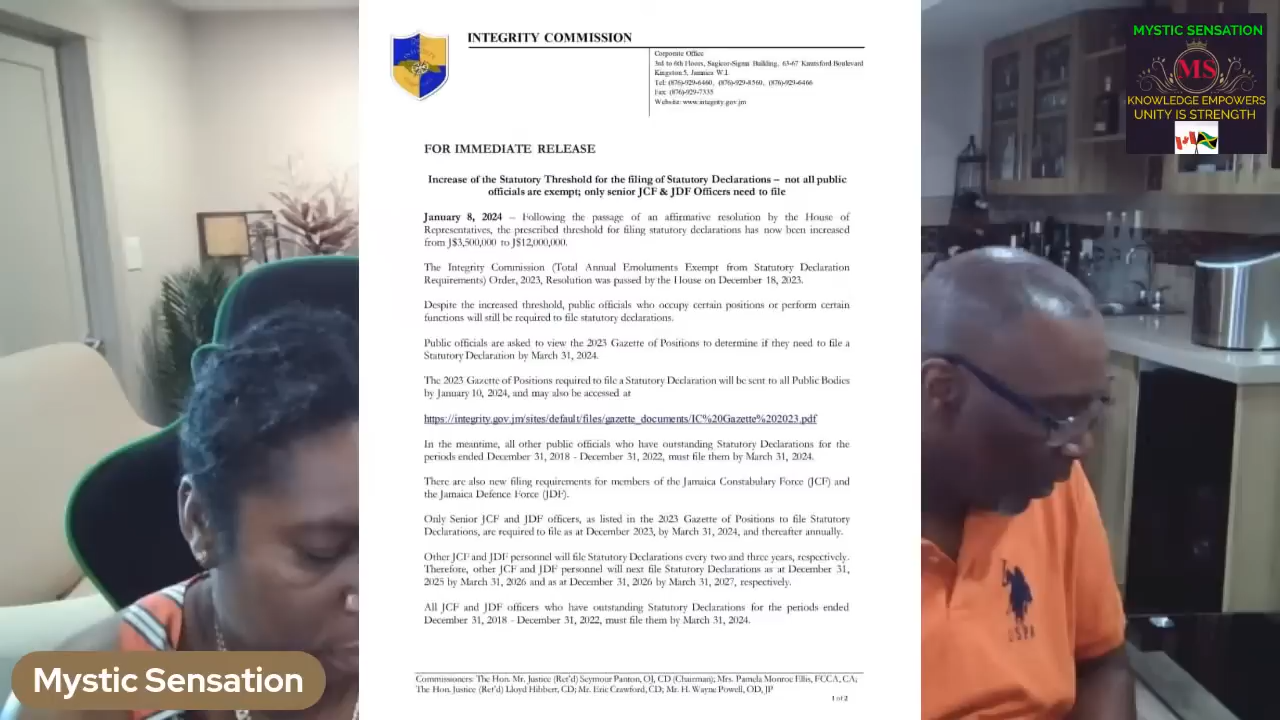 INTEGRITY COMMISSION
Corporate Office
3rd to 6th Floors, Sagicor-Sigma Building, 63-67 Knutsford Boulevard
Kingston 5, Jamaica W.I.
Tel: (876)-929-6460, (876)-929-8560, (876)-929-6466
Fax: (876)-929-7335
Website: www.integrity.gov.jm
FOR IMMEDIATE RELEASE
Increase of the Statutory Threshold for the filing of Statutory Declarations – not all public
officials are exempt; only senior JCF & JDF Officers need to file
January 8, 2024 – Following the passage of an affirmative resolution by the House of
Representatives, the prescribed threshold for filing statutory declarations has now been increased
from J$3,500,000 to J$12,000,000.
The Integrity Commission (Total Annual Emoluments Exempt from Statutory Declaration
Requirements) Order, 2023, Resolution was passed by the House on December 18, 2023.
Despite the increased threshold, public officials who occupy certain positions or perform certain
functions will still be required to file statutory declarations.
Public officials are asked to view the 2023 Gazette of Positions to determine if they need to file a
Statutory Declaration by March 31, 2024.
The 2023 Gazette of Positions required to file a Statutory Declaration will be sent to all Public Bodies
by January 10, 2024, and may also be accessed at
https://integrity.gov.jm/sites/default/files/gazette_documents/IC%20Gazette%202023.pdf
In the meantime, all other public officials who have outstanding Statutory Declarations for the
periods ended December 31, 2018 - December 31, 2022, must file them by March 31, 2024.
There are also new filing requirements for members of the Jamaica Constabulary Force (JCF) and
the Jamaica Defence Force (JDF).
Only Senior JCF and JDF officers, as listed in the 2023 Gazette of Positions to file Statutory
Declarations, are required to file as at December 2023, by March 31, 2024, and thereafter annually.
Other JCF and JDF personnel will file Statutory Declarations every two and three years, respectively.
Therefore, other JCF and JDF personnel will next file Statutory Declarations as at December 31,
2025 by March 31, 2026 and as at December 31, 2026 by March 31, 2027, respectively.
All JCF and JDF officers who have outstanding Statutory Declarations for the periods ended
December 31, 2018 - December 31, 2022, must file them by March 31, 2024.
Commissioners: The Hon. Mr. Justice (Ret'd) Seymour Panton, OJ, CD (Chairman); Mrs. Pamela Monroe Ellis, FCCA, CA;
The Hon. Justice (Ret'd) Lloyd Hibbert, CD; Mr. Eric Crawford, CD; Mr. H. Wayne Powell, OD, JP
1 of 2
MYSTIC SENSATION
MS
KNOWLEDGE EMPOWERS
UNITY IS STRENGTH
USPA
Mystic Sensation